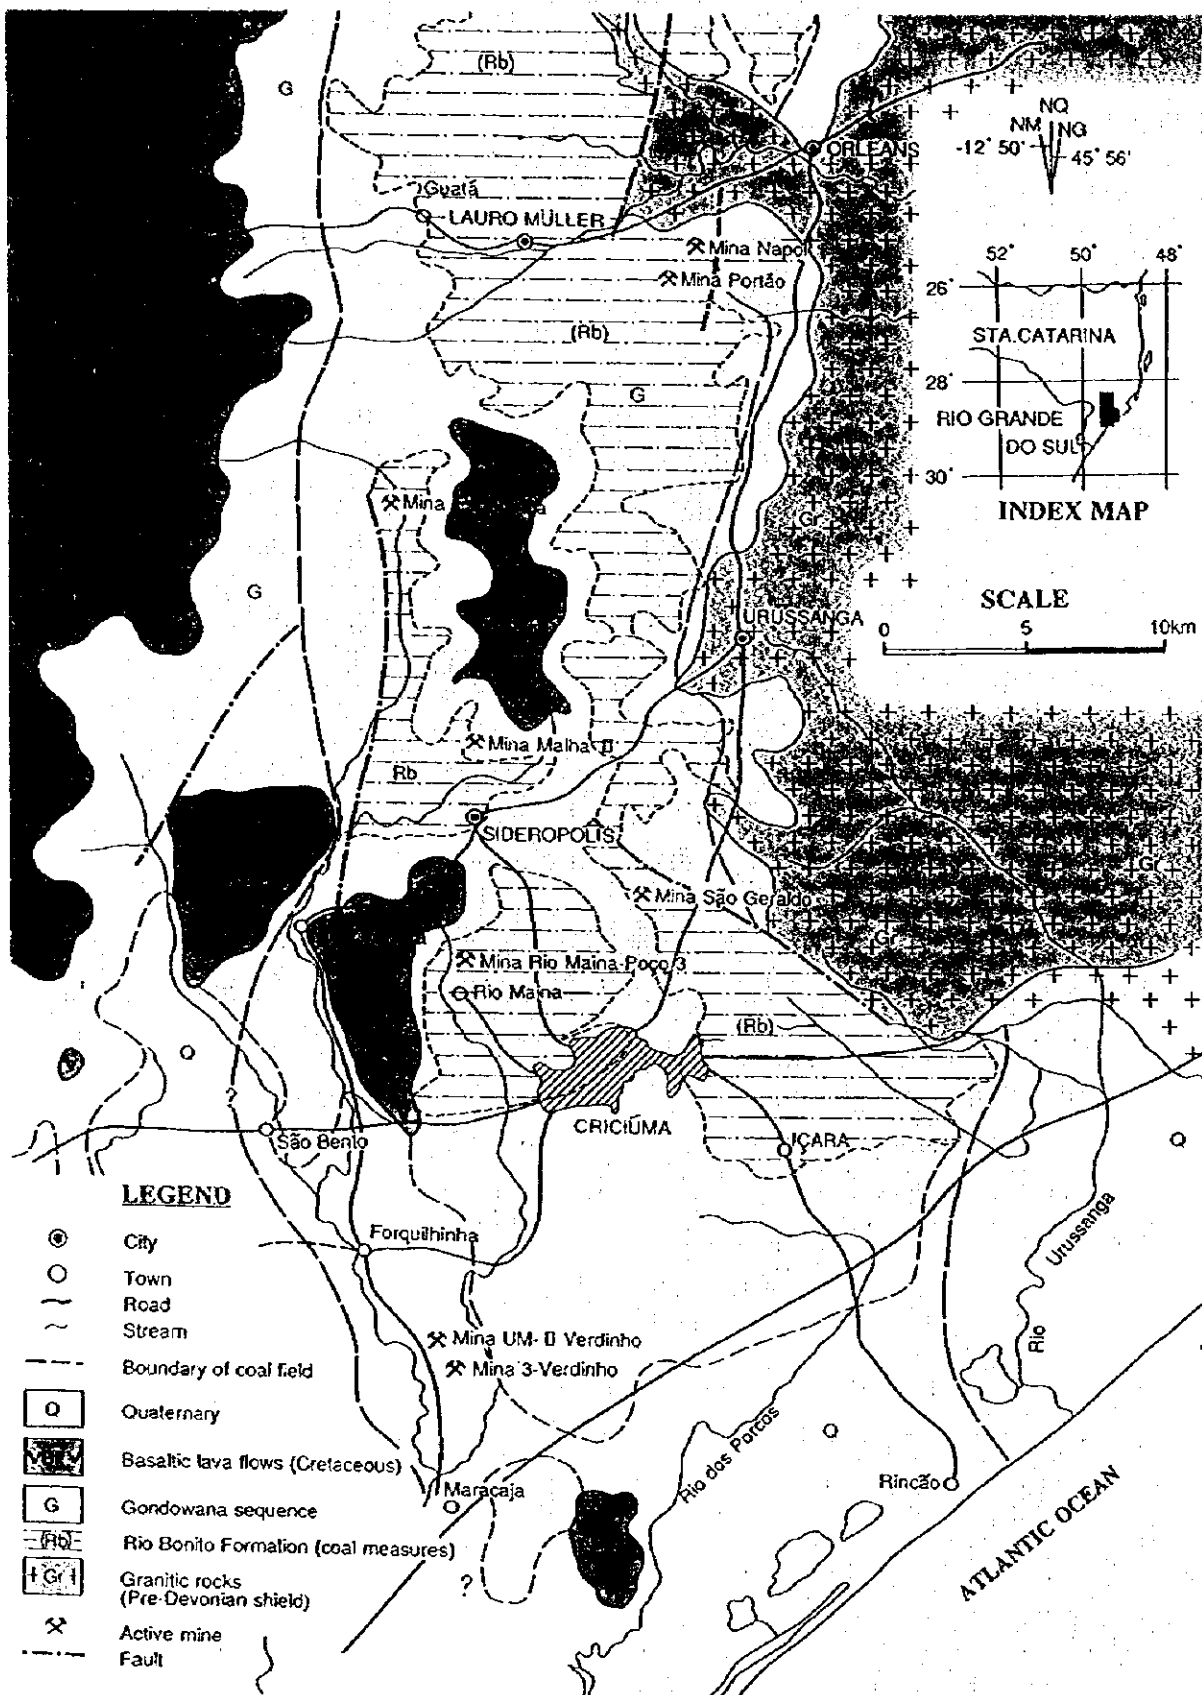 (Rb)
G
NQ
NM
NG
-12° 50'
45° 56'
ORLEANS
Guatá
LAURO MÜLLER
Mina Napoli
Mina Portão
(Rb)
G
52°
50°
48°
26°
STA.CATARINA
28°
RIO GRANDE
DO SUL
30°
INDEX MAP
Mina
Gr
G
SCALE
0
5
10km
URUSSANGA
Mina Malha-II
Rb
SIDEROPOLIS
Gr
Mina São Geraldo
Gr
Mina Rio Maina-Poço 3
Rio Maina
(Rb)
Q
?
CRICIÚMA
São Bento
IÇARA
Q
Forquilhinha
Rio Urussanga
Mina UM-II Verdinho
Mina 3-Verdinho
Rio dos Porcos
Q
Maracaja
Rincão
?
ATLANTIC OCEAN
LEGEND
City
Town
Road
Stream
Boundary of coal field
Q
Quaternary
Basaltic lava flows (Cretaceous)
G
Gondowana sequence
(Rb)
Rio Bonito Formation (coal measures)
Gr
Granitic rocks
(Pre-Devonian shield)
Active mine
Fault